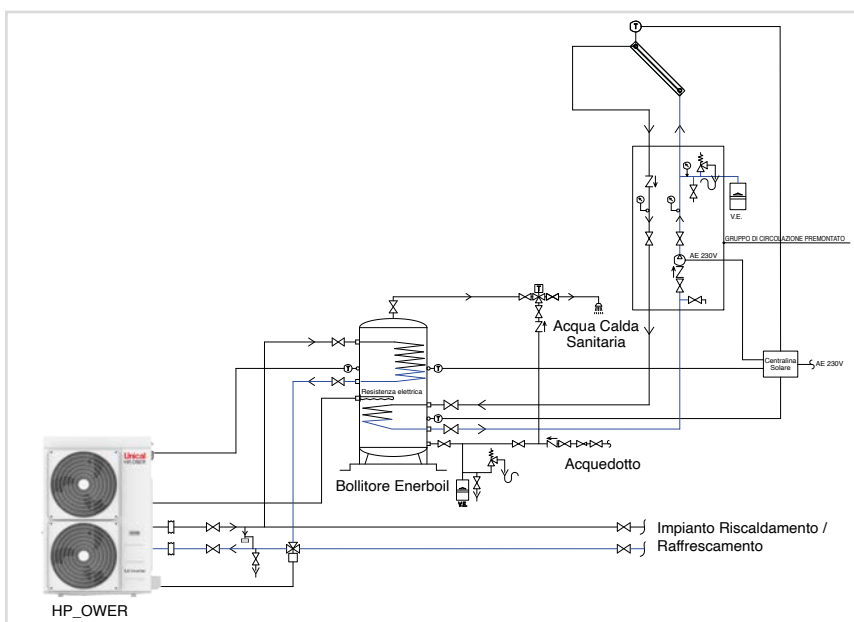 T
V.E.
GRUPPO DI CIRCOLAZIONE PREMONTATO
AE 230V
T
Acqua Calda
Sanitaria
Centralina
Solare
AE 230V
T
T
Resistenza elettrica
T
Acquedotto
Bollitore Enerboil
V.E.
Unical
Impianto Riscaldamento /
Raffrescamento
HP_OWER